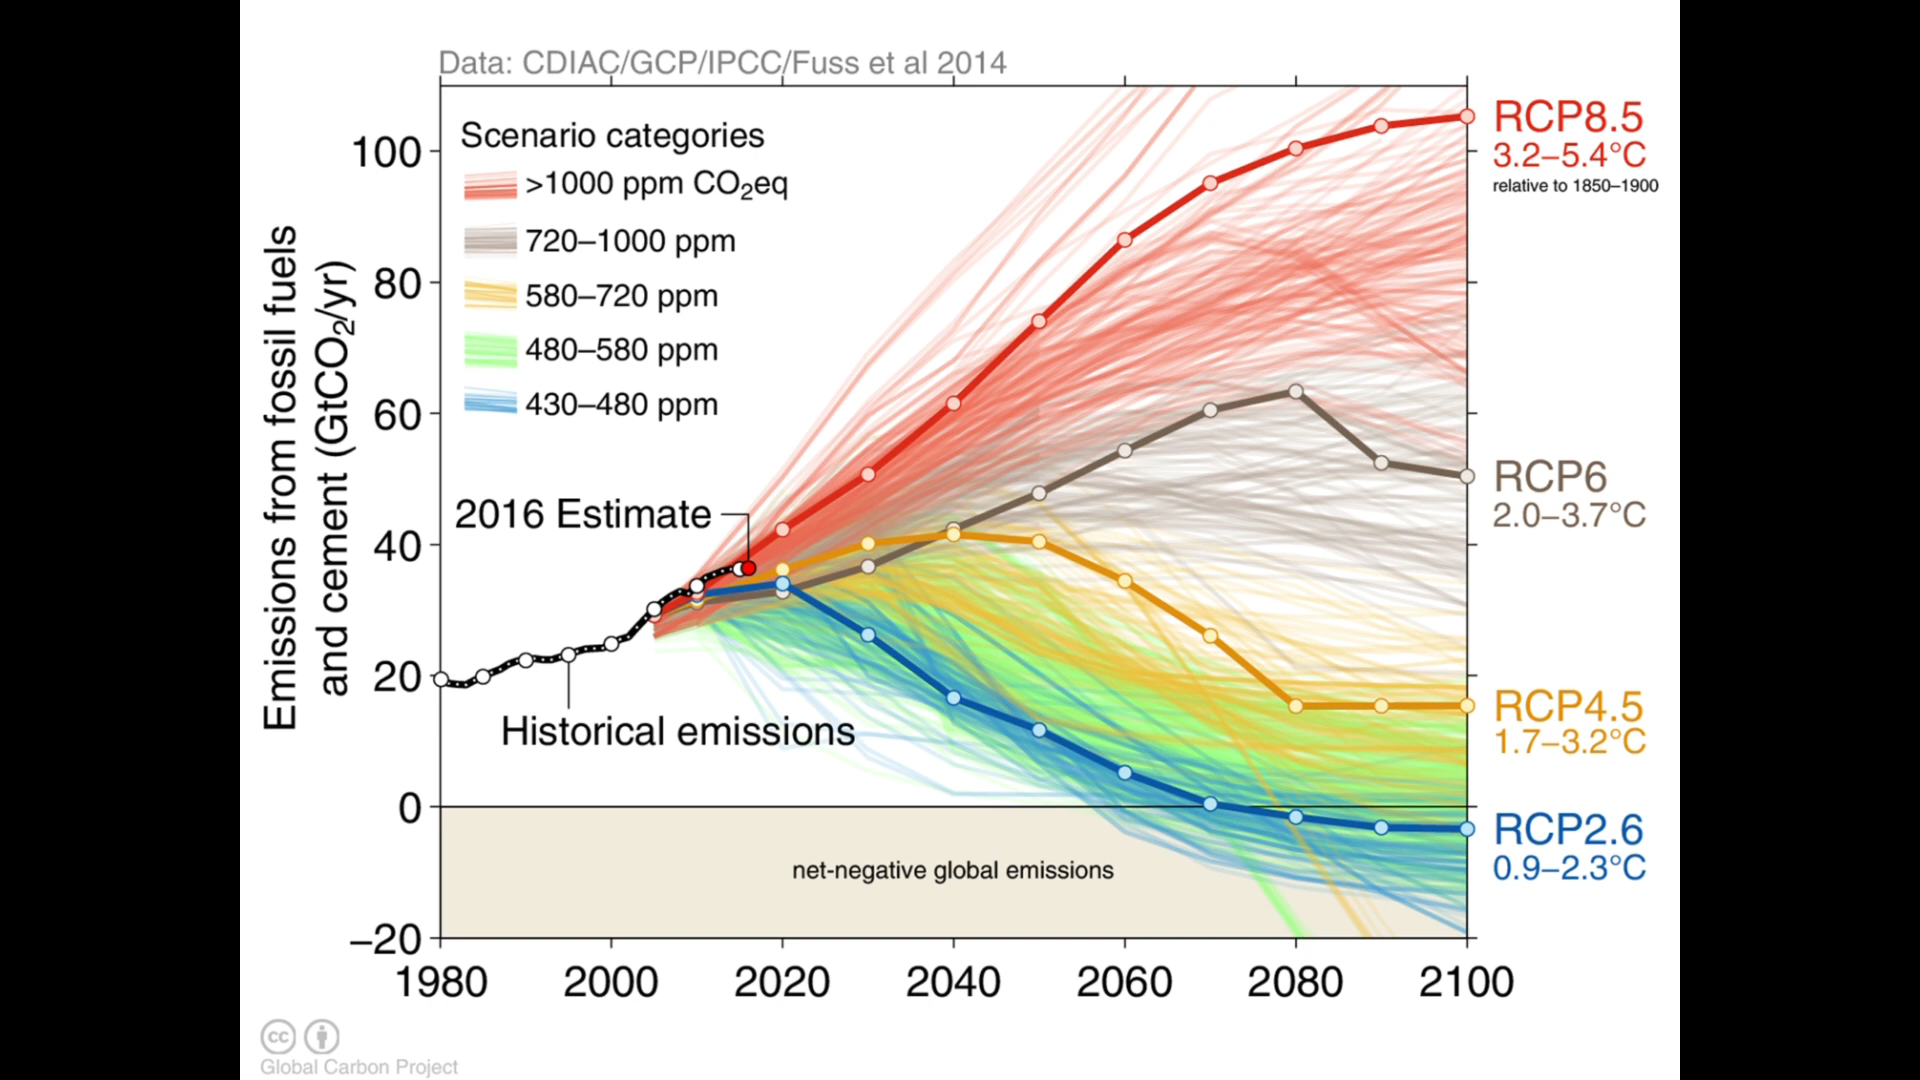 Data: CDIAC/GCP/IPCC/Fuss et al 2014
Scenario categories
>1000 ppm CO₂eq
720–1000 ppm
580–720 ppm
480–580 ppm
430–480 ppm
2016 Estimate
Historical emissions
net-negative global emissions
Emissions from fossil fuels
and cement (GtCO₂/yr)
100
80
60
40
20
0
−20
1980 2000 2020 2040 2060 2080 2100
RCP8.5
3.2–5.4°C
relative to 1850–1900
RCP6
2.0–3.7°C
RCP4.5
1.7–3.2°C
RCP2.6
0.9–2.3°C
cc
Global Carbon Project